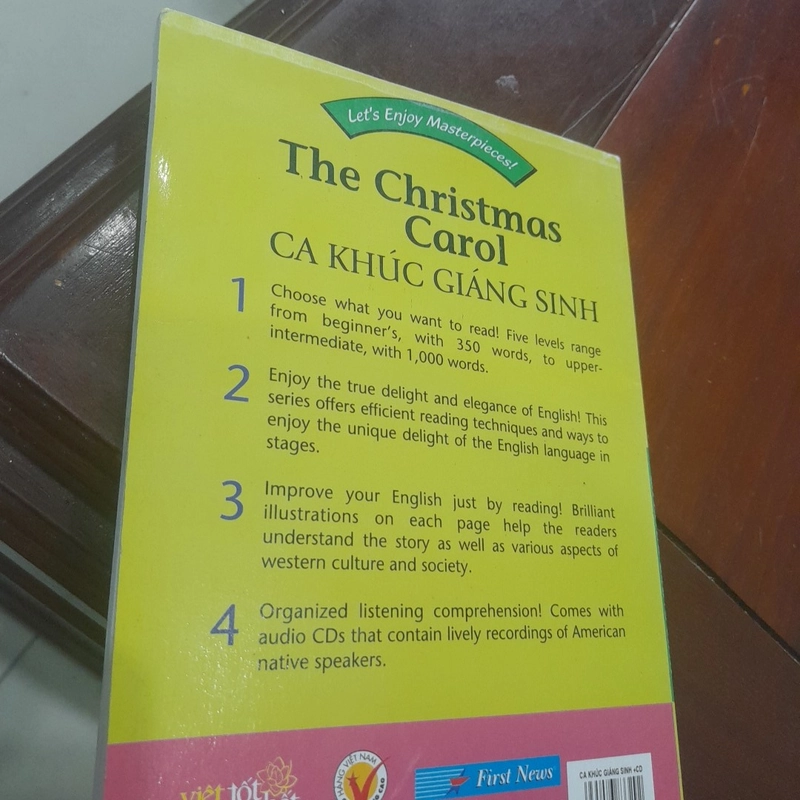 Let's Enjoy Masterpieces!
The Christmas
Carol
CA KHÚC GIÁNG SINH
1 Choose what you want to read! Five levels range
from beginner's, with 350 words, to upper-
intermediate, with 1,000 words.
2 Enjoy the true delight and elegance of English! This
series offers efficient reading techniques and ways to
enjoy the unique delight of the English language in
stages.
3 Improve your English just by reading! Brilliant
illustrations on each page help the readers
understand the story as well as various aspects of
western culture and society.
4 Organized listening comprehension! Comes with
audio CDs that contain lively recordings of American
native speakers.
HÀNG VIỆT NAM
First News
CA KHÚC GIÁNG SINH +CD